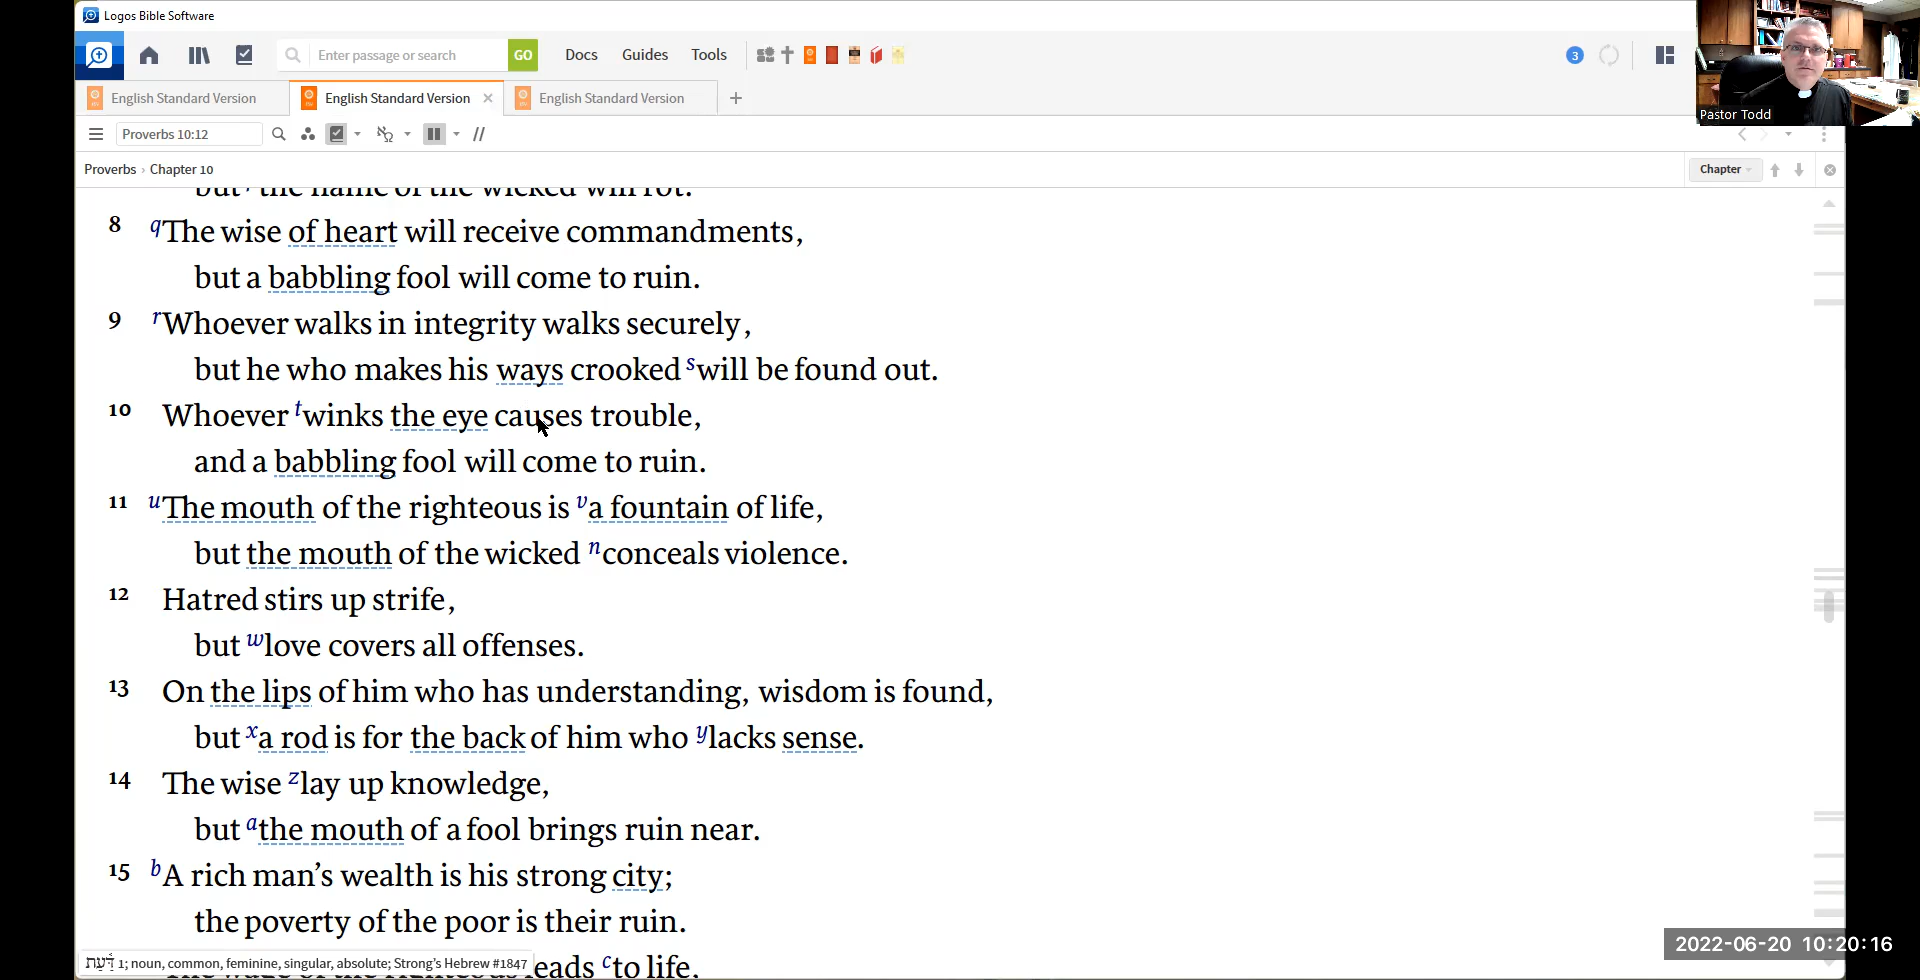 Logos Bible Software
Enter passage or search
GO
Docs
Guides
Tools
3
Pastor Todd
English Standard Version
English Standard Version
English Standard Version
Proverbs 10:12
Proverbs › Chapter 10
Chapter
but the name of the wicked will rot.
8 qThe wise of heart will receive commandments,
but a babbling fool will come to ruin.
9 rWhoever walks in integrity walks securely,
but he who makes his ways crooked swill be found out.
10 Whoever twinks the eye causes trouble,
and a babbling fool will come to ruin.
11 uThe mouth of the righteous is va fountain of life,
but the mouth of the wicked nconceals violence.
12 Hatred stirs up strife,
but wlove covers all offenses.
13 On the lips of him who has understanding, wisdom is found,
but xa rod is for the back of him who ylacks sense.
14 The wise zlay up knowledge,
but athe mouth of a fool brings ruin near.
15 bA rich man’s wealth is his strong city;
the poverty of the poor is their ruin.
leads cto life,
דַּ֫עַת 1; noun, common, feminine, singular, absolute; Strong’s Hebrew #1847
2022-06-20 10:20:16